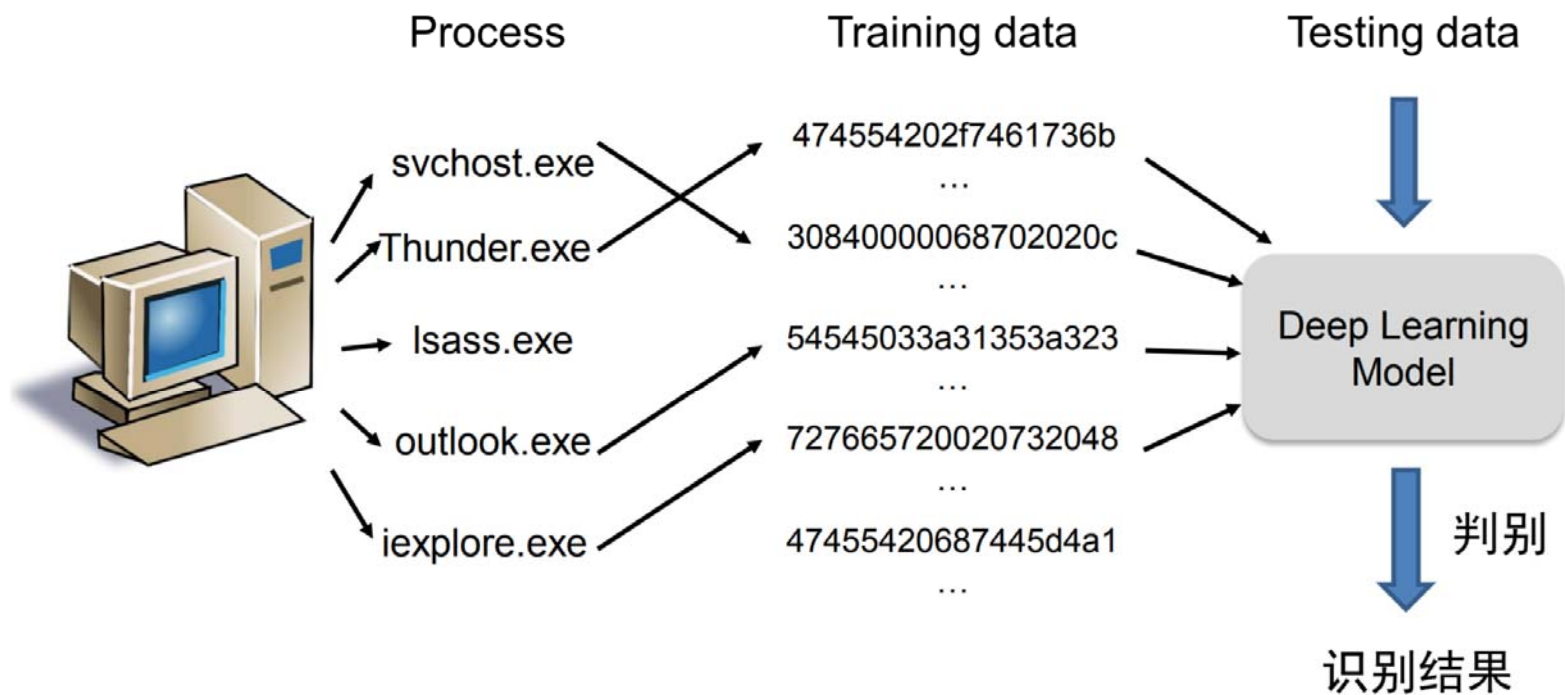 Process
Training data
Testing data
svchost.exe
Thunder.exe
lsass.exe
outlook.exe
iexplore.exe
474554202f7461736b
...
30840000068702020c
...
54545033a31353a323
...
727665720020732048
...
47455420687445d4a1
...
Deep Learning
Model
判别
识别结果